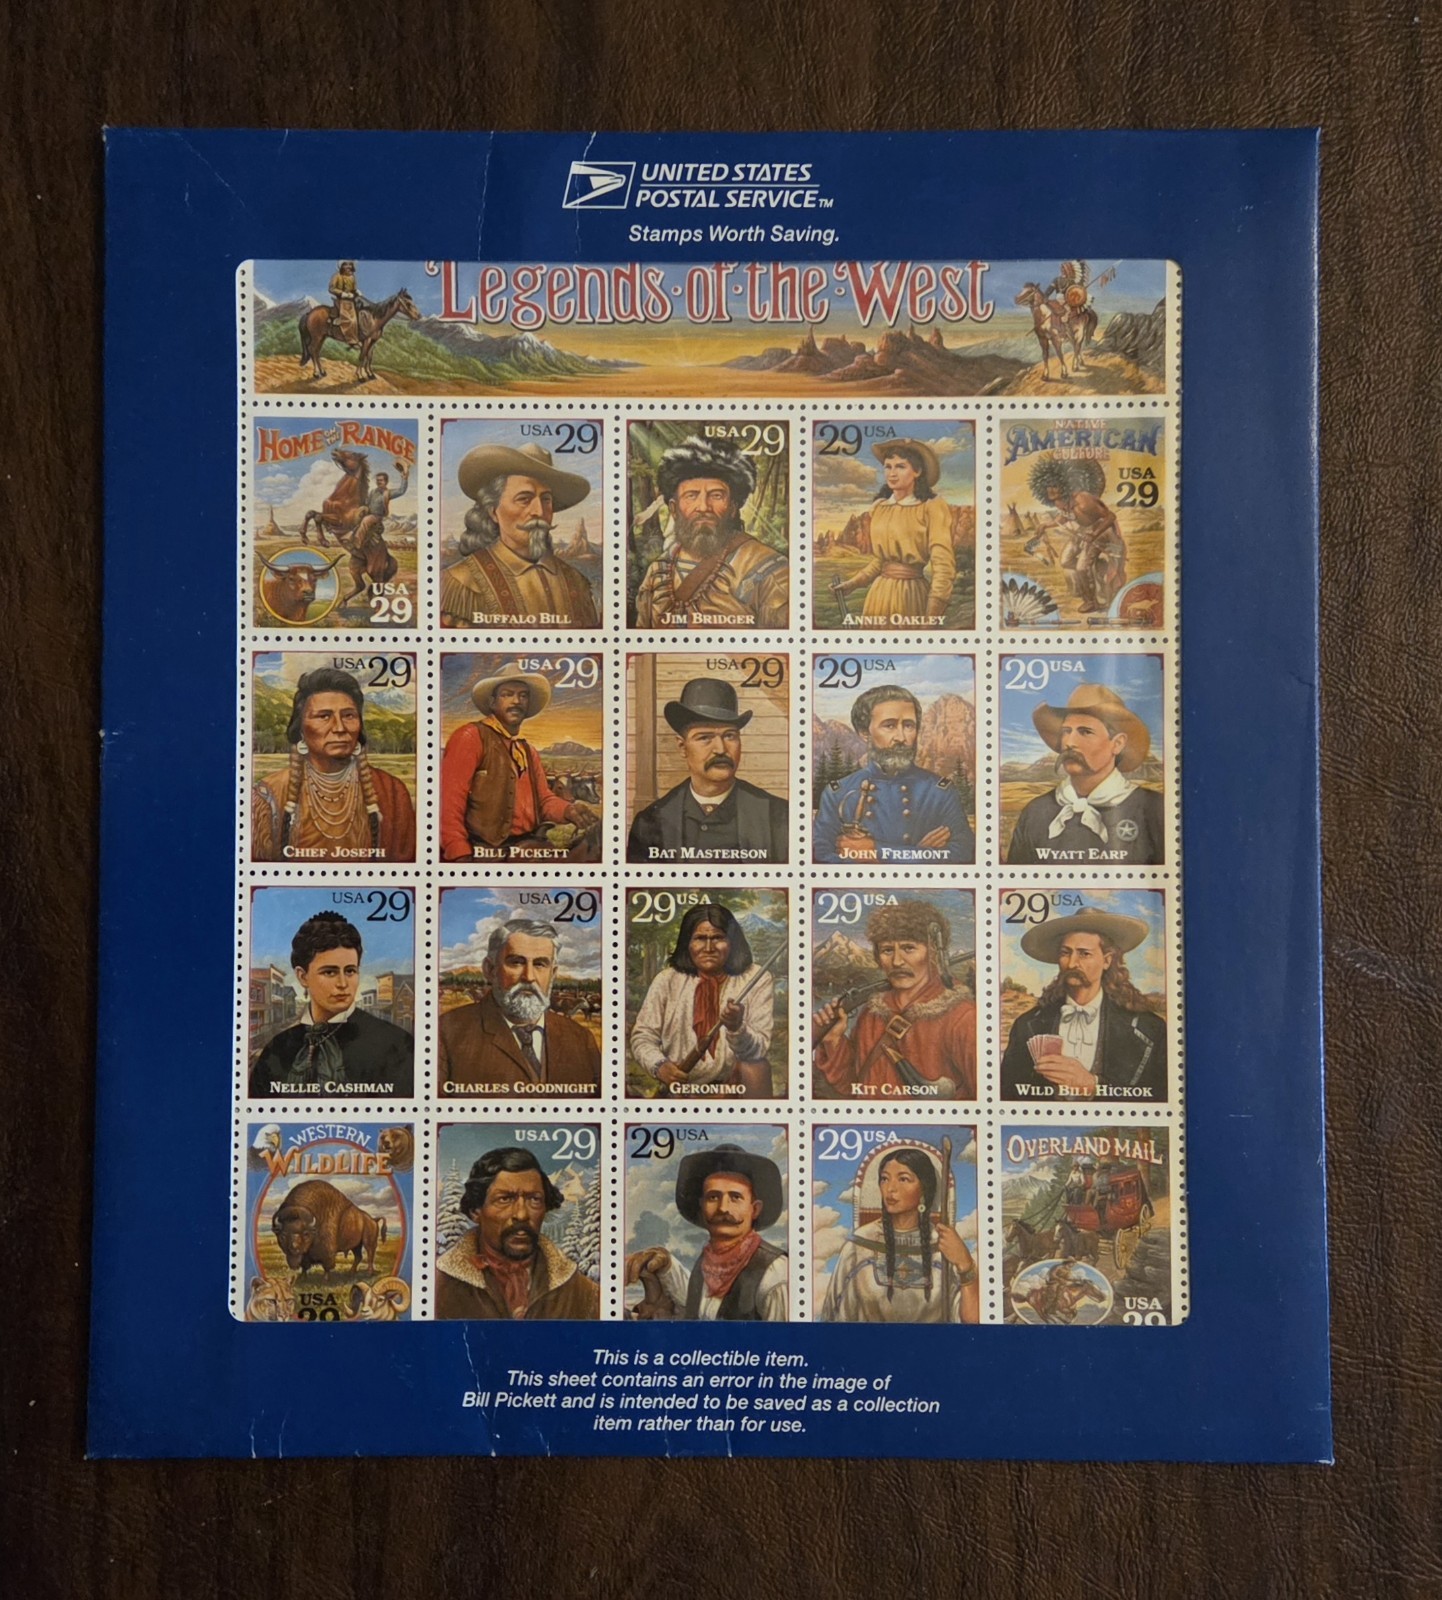 UNITED STATES
POSTAL SERVICE™
Stamps Worth Saving.
Legends·of·the·West
HOME ON THE RANGE
USA
29
USA 29
BUFFALO BILL
USA 29
JIM BRIDGER
29 USA
ANNIE OAKLEY
NATIVE
AMERICAN
CULTURE
USA
29
USA 29
CHIEF JOSEPH
USA 29
BILL PICKETT
USA 29
BAT MASTERSON
29 USA
JOHN FREMONT
29 USA
WYATT EARP
USA 29
NELLIE CASHMAN
USA 29
CHARLES GOODNIGHT
29 USA
GERONIMO
29 USA
KIT CARSON
29 USA
WILD BILL HICKOK
WESTERN
WILDLIFE
USA
29
USA 29
29 USA
29 USA
OVERLAND MAIL
USA
29
This is a collectible item.
This sheet contains an error in the image of
Bill Pickett and is intended to be saved as a collection
item rather than for use.